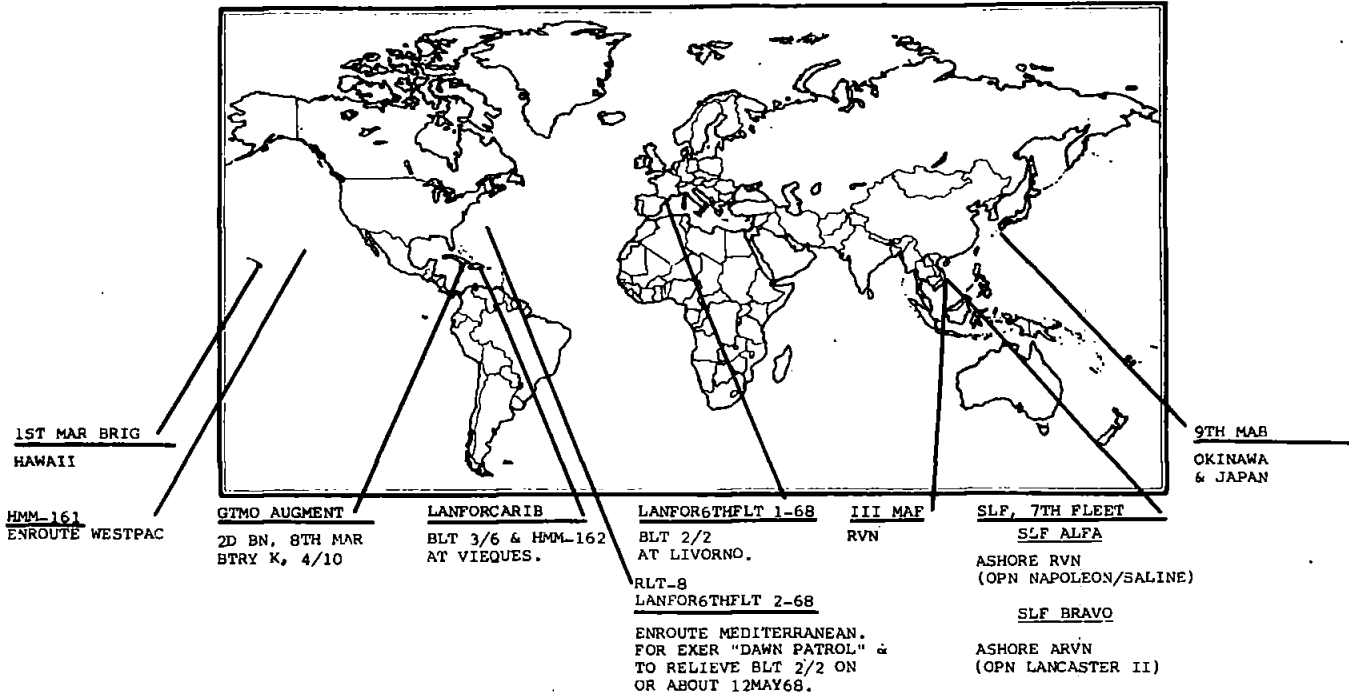 1ST MAR BRIG
HAWAII
HMM-161
ENROUTE WESTPAC
GTMO AUGMENT
2D BN, 8TH MAR
BTRY K, 4/10
LANFORCARIB
BLT 3/6 & HMM-162
AT VIEQUES.
LANFOR6THFLT 1-68
BLT 2/2
AT LIVORNO.
RLT-8
LANFOR6THFLT 2-68
ENROUTE MEDITERRANEAN.
FOR EXER "DAWN PATROL" &
TO RELIEVE BLT 2/2 ON
OR ABOUT 12MAY68.
III MAF
RVN
SLF, 7TH FLEET
SLF ALFA
ASHORE RVN
(OPN NAPOLEON/SALINE)
SLF BRAVO
ASHORE ARVN
(OPN LANCASTER II)
9TH MAB
OKINAWA
& JAPAN